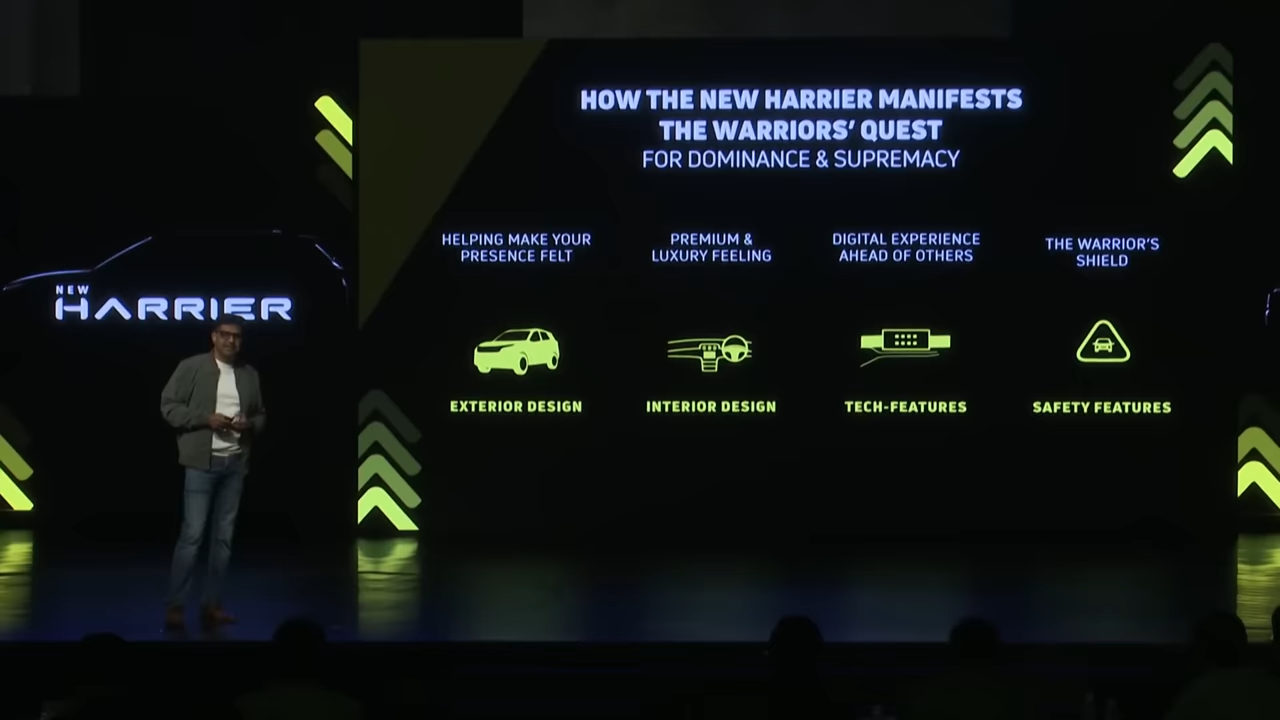 HOW THE NEW HARRIER MANIFESTS
THE WARRIORS' QUEST
FOR DOMINANCE & SUPREMACY
HELPING MAKE YOUR
PRESENCE FELT
PREMIUM &
LUXURY FEELING
DIGITAL EXPERIENCE
AHEAD OF OTHERS
THE WARRIOR'S
SHIELD
EXTERIOR DESIGN
INTERIOR DESIGN
TECH-FEATURES
SAFETY FEATURES
NEW
HARRIER